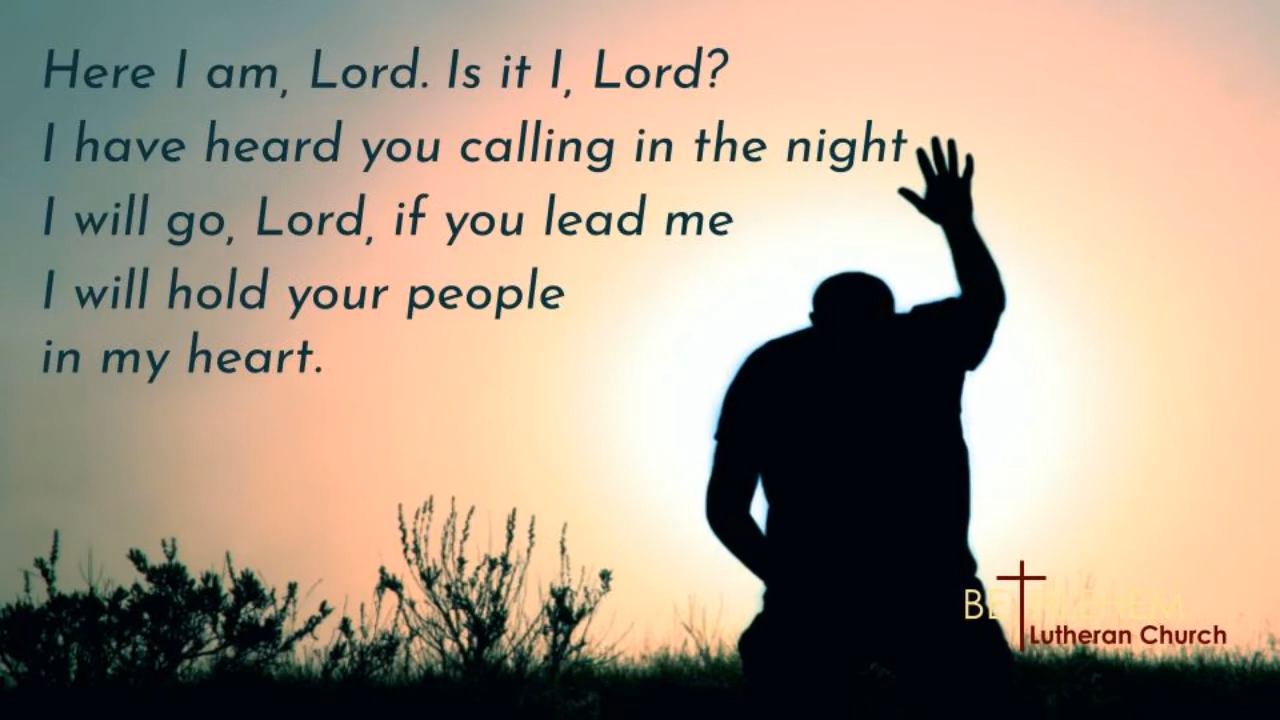 Here I am, Lord. Is it I, Lord?
I have heard you calling in the night
I will go, Lord, if you lead me
I will hold your people
in my heart.
BETHLEHEM
Lutheran Church